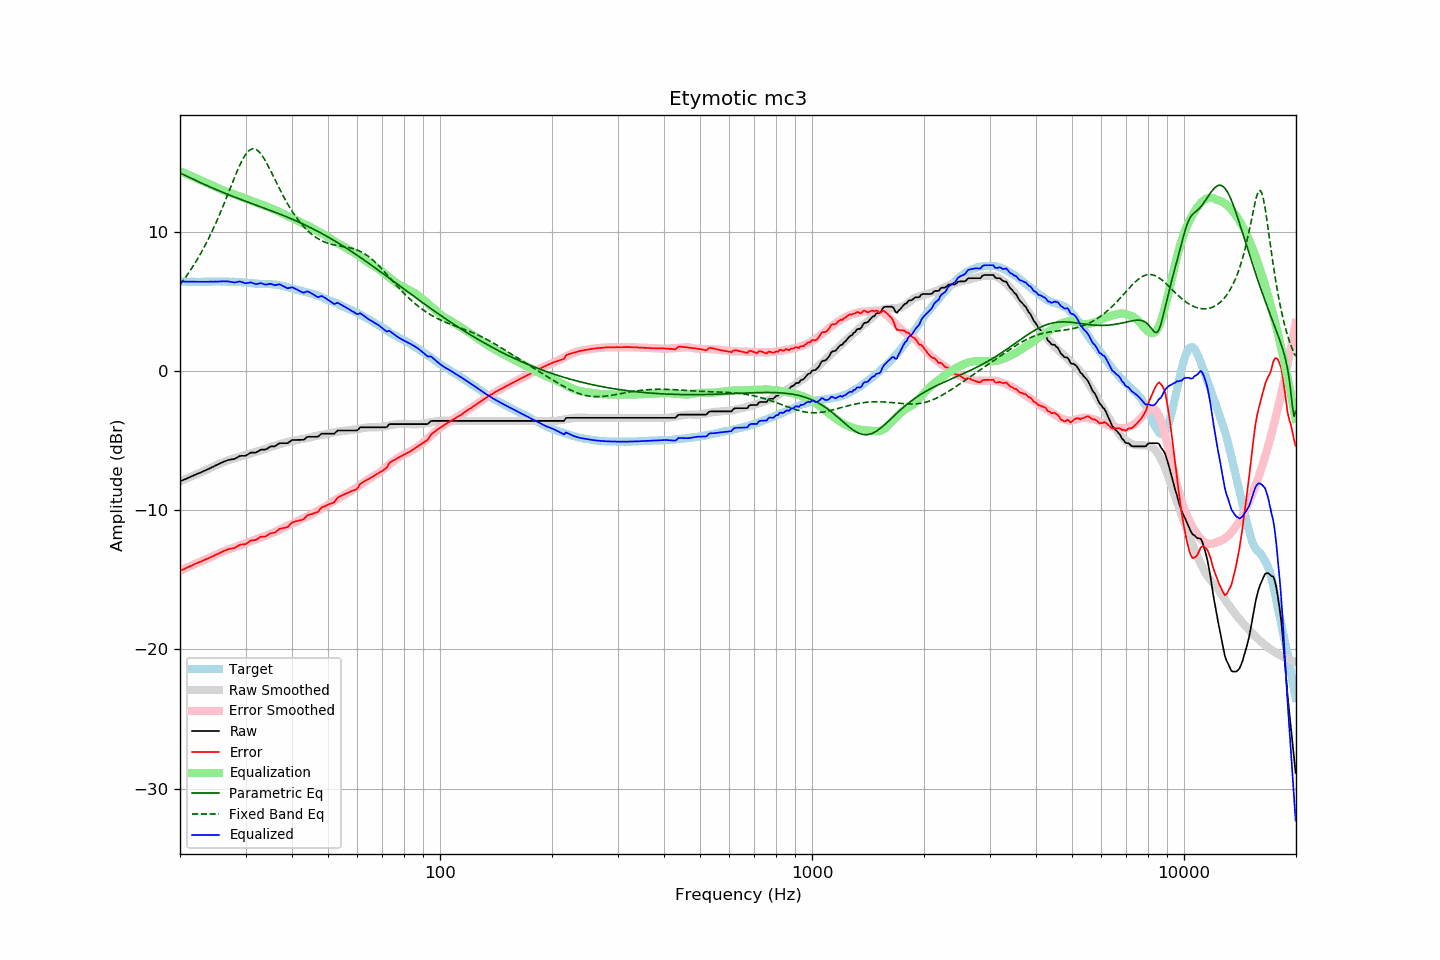 Etymotic mc3
Amplitude (dBr)
10
0
−10
−20
−30
Target
Raw Smoothed
Error Smoothed
Raw
Error
Equalization
Parametric Eq
Fixed Band Eq
Equalized
100 1000 10000
Frequency (Hz)